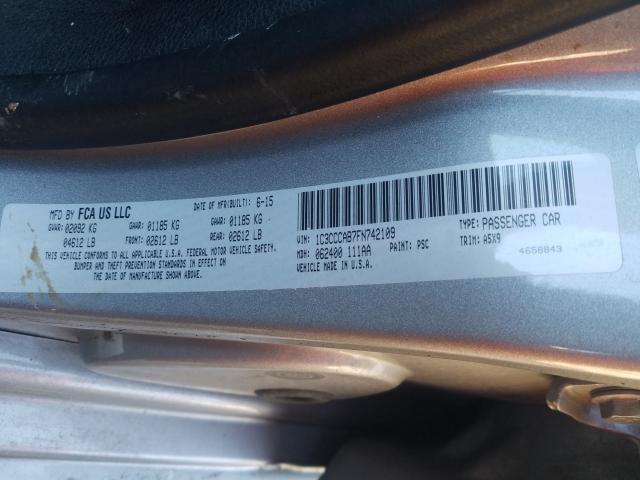 MFD BY FCA US LLC
DATE OF MFR(BUILT): 6-15
GVWR: 02092 KG
GAWR: 01185 KG
GAWR: 01185 KG
04612 LB
FRONT: 02612 LB
REAR: 02612 LB
THIS VEHICLE CONFORMS TO ALL APPLICABLE U.S.A. FEDERAL MOTOR VEHICLE SAFETY,
BUMPER AND THEFT PREVENTION STANDARDS IN EFFECT ON
THE DATE OF MANUFACTURE SHOWN ABOVE.
VIN: 1C3CCCAB7FN742109
TYPE: PASSENGER CAR
MDH: 062400 111AA
PAINT: PSC
TRIM: A5X9
VEHICLE MADE IN U.S.A.
4658843